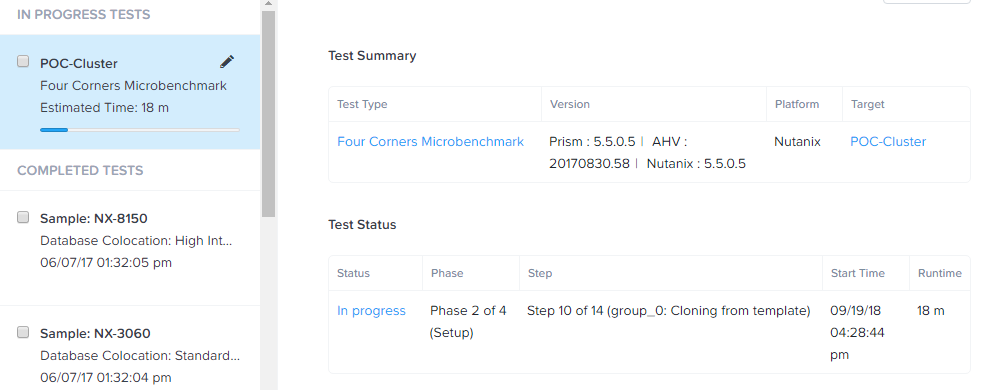 IN PROGRESS TESTS
POC-Cluster
Four Corners Microbenchmark
Estimated Time: 18 m
COMPLETED TESTS
Sample: NX-8150
Database Colocation: High Int...
06/07/17 01:32:05 pm
Sample: NX-3060
Database Colocation: Standard...
06/07/17 01:32:04 pm
Test Summary
Test Type Version Platform Target
Four Corners Microbenchmark Prism : 5.5.0.5 | AHV : Nutanix POC-Cluster
20170830.58 | Nutanix : 5.5.0.5
Test Status
Status Phase Step Start Time Runtime
In progress Phase 2 of 4 Step 10 of 14 (group_0: Cloning from template) 09/19/18 18 m
(Setup) 04:28:44
pm